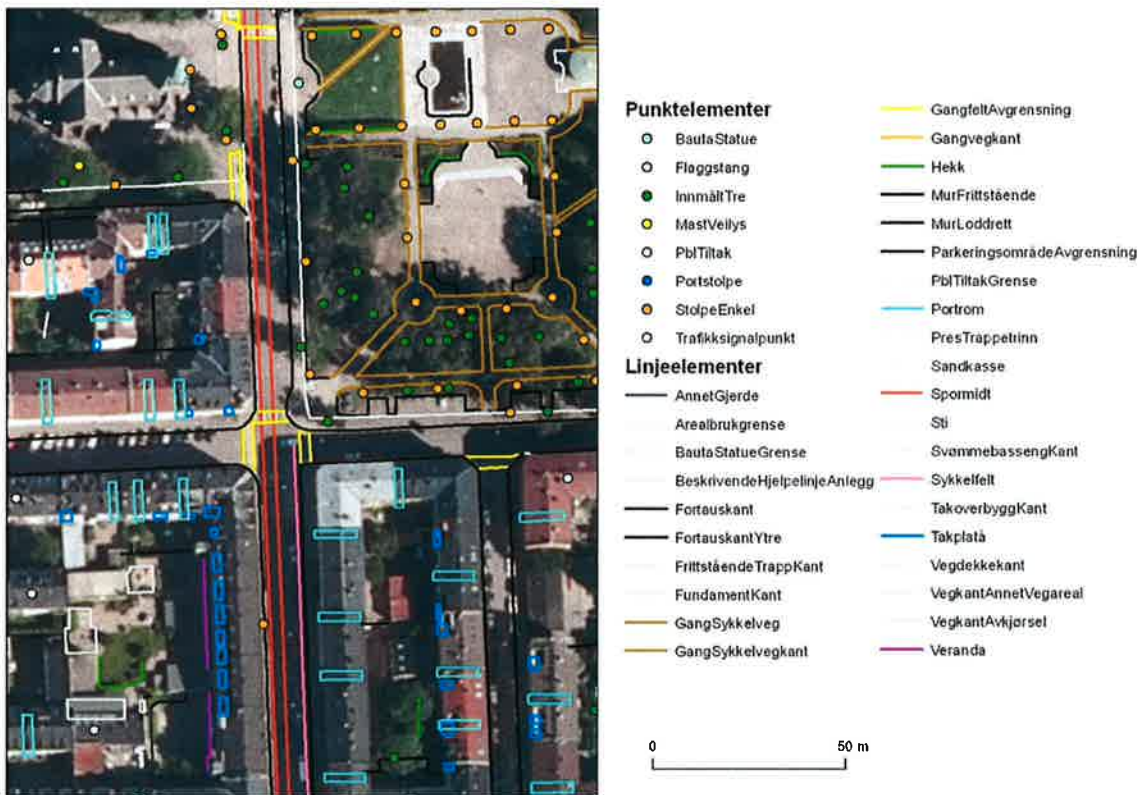 Punktelementer
BautaStatue
Flaggstang
InnmåltTre
MastVeilys
PblTiltak
Portstolpe
StolpeEnkel
Trafikksignalpunkt
Linjeelementer
AnnetGjerde
Arealbrukgrense
BautaStatueGrense
BeskrivendeHjelpelinjeAnlegg
Fortauskant
FortauskantYtre
FrittståendeTrappKant
FundamentKant
GangSykkelveg
GangSykkelvegkant
GangfeltAvgrensning
Gangvegkant
Hekk
MurFrittstående
MurLoddrett
ParkeringsområdeAvgrensning
PblTiltakGrense
Portrom
PresTrappetrinn
Sandkasse
Spormidt
Sti
SvømmebassengKant
Sykkelfelt
TakoverbyggKant
Takplatå
Vegdekkekant
VegkantAnnetVegareal
VegkantAvkjørsel
Veranda
0 50 m